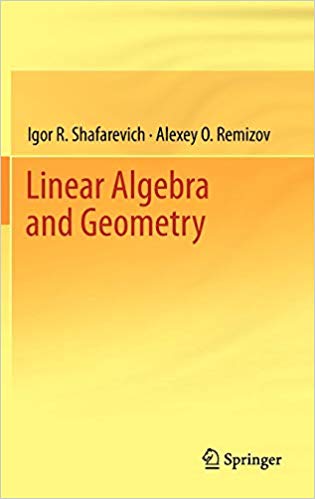 Igor R. Shafarevich · Alexey O. Remizov
Linear Algebra
and Geometry
Springer